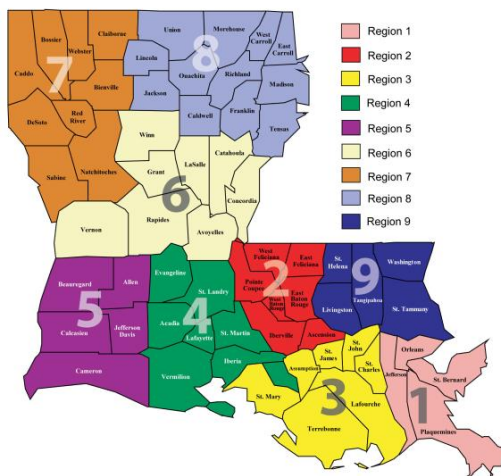 Union
Morehouse
West
Carroll
East
Carroll
Claiborne
Bossier
Webster
Lincoln
8
Caddo
7
Ouachita
Richland
Madison
Bienville
Jackson
Caldwell
Franklin
Tensas
DeSoto
Red
River
Winn
Catahoula
LaSalle
Sabine
Natchitoches
Grant
6
Concordia
Rapides
Vernon
Avoyelles
Region 1
Region 2
Region 3
Region 4
Region 5
Region 6
Region 7
Region 8
Region 9
Beauregard
Allen
Evangeline
St. Landry
5
4
Calcasieu
Jefferson
Davis
Acadia
Lafayette
St. Martin
Cameron
Vermilion
Iberia
West
Feliciana
East
Feliciana
2
Pointe
Coupee
West Baton
Rouge
East
Baton
Rouge
Iberville
Ascension
St.
Helena
9
Washington
Tangipahoa
Livingston
St. Tammany
St.
John
St.
James
Assumption
St.
Charles
St. Mary
3
Lafourche
Terrebonne
Orleans
Jefferson
St. Bernard
1
Plaquemines